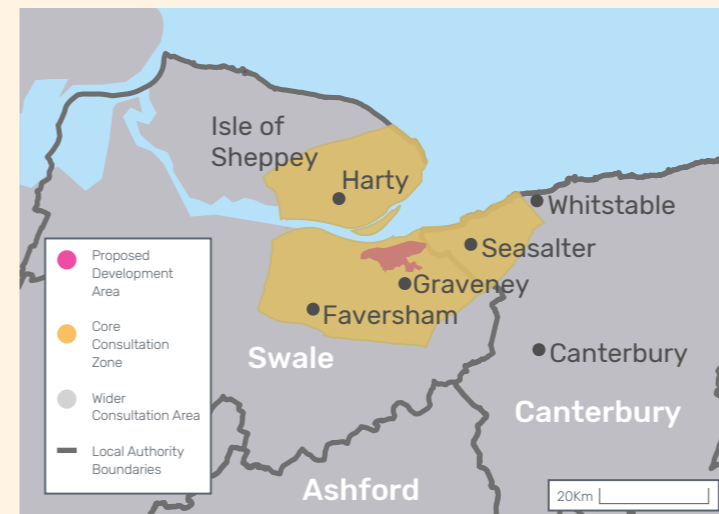 Isle of
Sheppey
Harty
Whitstable
Seasalter
Graveney
Faversham
Swale
Canterbury
Canterbury
Ashford
Proposed
Development
Area
Core
Consultation
Zone
Wider
Consultation Area
Local Authority
Boundaries
20Km